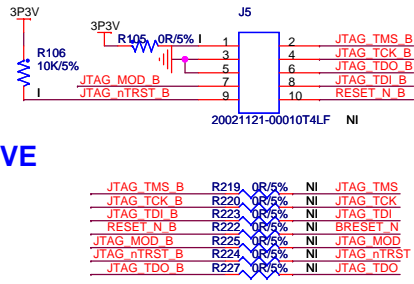 3P3V
3P3V J5
R105 0R/5% I 1 2 JTAG_TMS_B
R106 3 4 JTAG_TCK_B
10K/5% 5 6 JTAG_TDO_B
JTAG_MOD_B 7 8 JTAG_TDI_B
I JTAG_nTRST_B 9 10 RESET_N_B
20021121-00010T4LF NI
VE
JTAG_TMS_B R219 0R/5% NI JTAG_TMS
JTAG_TCK_B R220 0R/5% NI JTAG_TCK
JTAG_TDI_B R223 0R/5% NI JTAG_TDI
RESET_N_B R222 0R/5% NI BRESET_N
JTAG_MOD_B R225 0R/5% NI JTAG_MOD
JTAG_nTRST_B R224 0R/5% NI JTAG_nTRST
JTAG_TDO_B R227 0R/5% NI JTAG_TDO